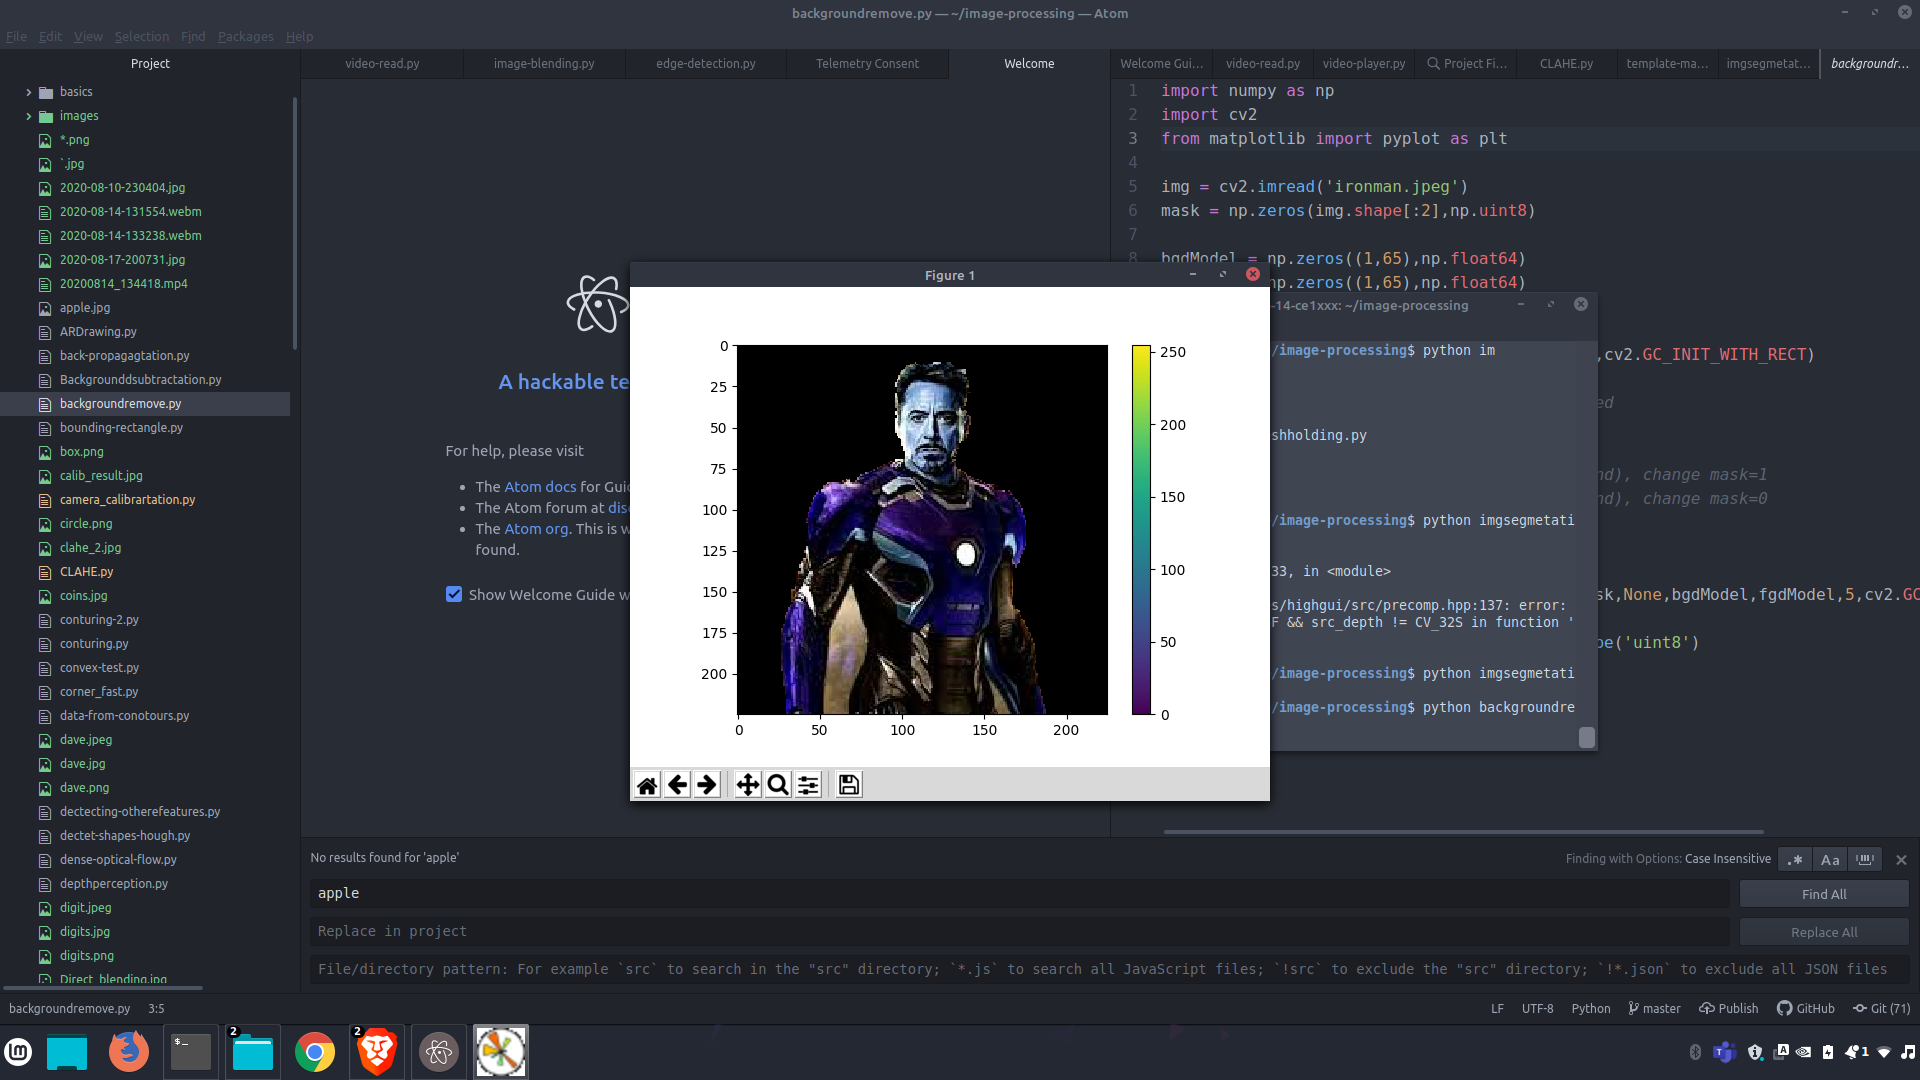 backgroundremove.py — ~/image-processing — Atom
File Edit View Selection Find Packages Help
Project
basics
images
*.png
`.jpg
2020-08-10-230404.jpg
2020-08-14-131554.webm
2020-08-14-133238.webm
2020-08-17-200731.jpg
20200814_134418.mp4
apple.jpg
ARDrawing.py
back-propagagtation.py
Backgrounddsubtractation.py
backgroundremove.py
bounding-rectangle.py
box.png
calib_result.jpg
camera_calibrartation.py
circle.png
clahe_2.jpg
CLAHE.py
coins.jpg
conturing-2.py
conturing.py
convex-test.py
corner_fast.py
data-from-conotours.py
dave.jpeg
dave.jpg
dave.png
dectecting-otherefeatures.py
dectet-shapes-hough.py
dense-optical-flow.py
depthperception.py
digit.jpeg
digits.jpg
digits.png
Direct_blending.jpg
video-read.py image-blending.py edge-detection.py Telemetry Consent Welcome
A hackable te
For help, please visit
The Atom docs for Guid
The Atom forum at dis
The Atom org. This is w
found.
Show Welcome Guide w
Welcome Gui... video-read.py video-player.py Project Fi... CLAHE.py template-ma... imgsegmetat... backgroundr...
1 import numpy as np
2 import cv2
3 from matplotlib import pyplot as plt
4
5 img = cv2.imread('ironman.jpeg')
6 mask = np.zeros(img.shape[:2],np.uint8)
7
8 bgdModel = np.zeros((1,65),np.float64)
np.zeros((1,65),np.float64)
,cv2.GC_INIT_WITH_RECT)
ed
nd), change mask=1
nd), change mask=0
sk,None,bgdModel,fgdModel,5,cv2.GC
pe('uint8')
Figure 1
0
25
50
75
100
125
150
175
200
0 50 100 150 200
250
200
150
100
50
0
-14-ce1xxx: ~/image-processing
/image-processing$ python im
shholding.py
/image-processing$ python imgsegmetati
33, in <module>
s/highgui/src/precomp.hpp:137: error:
F && src_depth != CV_32S in function '
/image-processing$ python imgsegmetati
/image-processing$ python backgroundre
No results found for 'apple'
Finding with Options: Case Insensitive .* Aa
apple
Find All
Replace in project
Replace All
File/directory pattern: For example `src` to search in the "src" directory; `*.js` to search all JavaScript files; `!src` to exclude the "src" directory; `!*.json` to exclude all JSON files
backgroundremove.py 3:5
LF UTF-8 Python master Publish GitHub Git (71)
$_
2
2
T
A
1